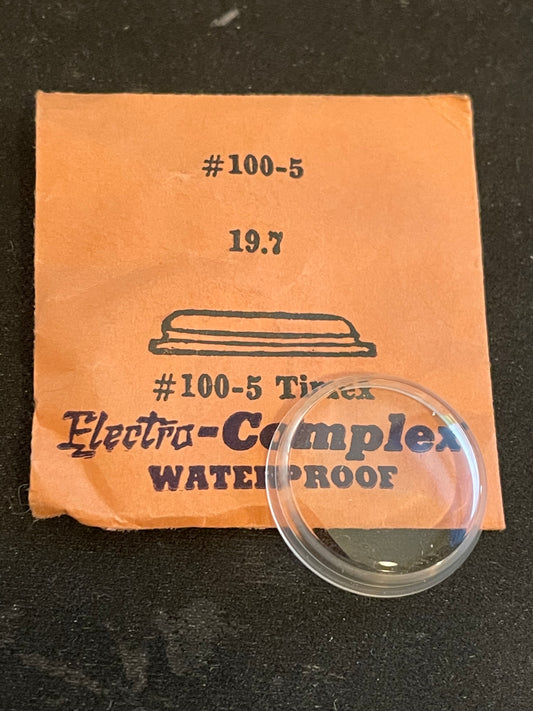 #100-5
19.7
#100-5 Timex
Electro-Complex
WATERPROOF